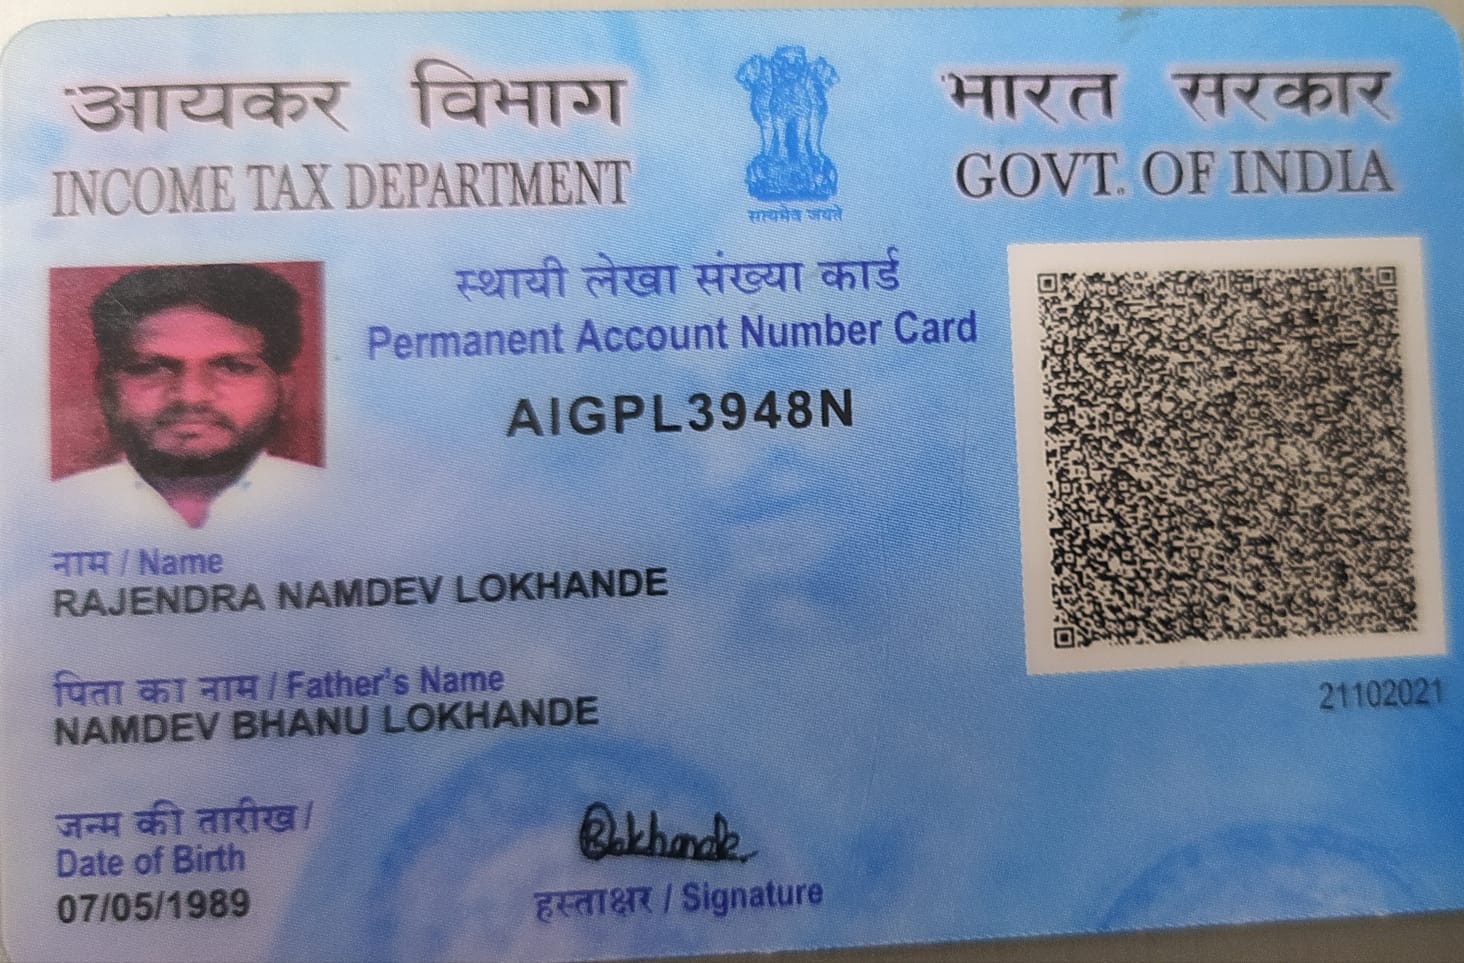 आयकर विभाग
INCOME TAX DEPARTMENT
सत्यमेव जयते
भारत सरकार
GOVT. OF INDIA
स्थायी लेखा संख्या कार्ड
Permanent Account Number Card
AIGPL3948N
नाम / Name
RAJENDRA NAMDEV LOKHANDE
पिता का नाम / Father's Name
NAMDEV BHANU LOKHANDE
21102021
जन्म की तारीख /
Date of Birth
07/05/1989
RLokhande
हस्ताक्षर / Signature